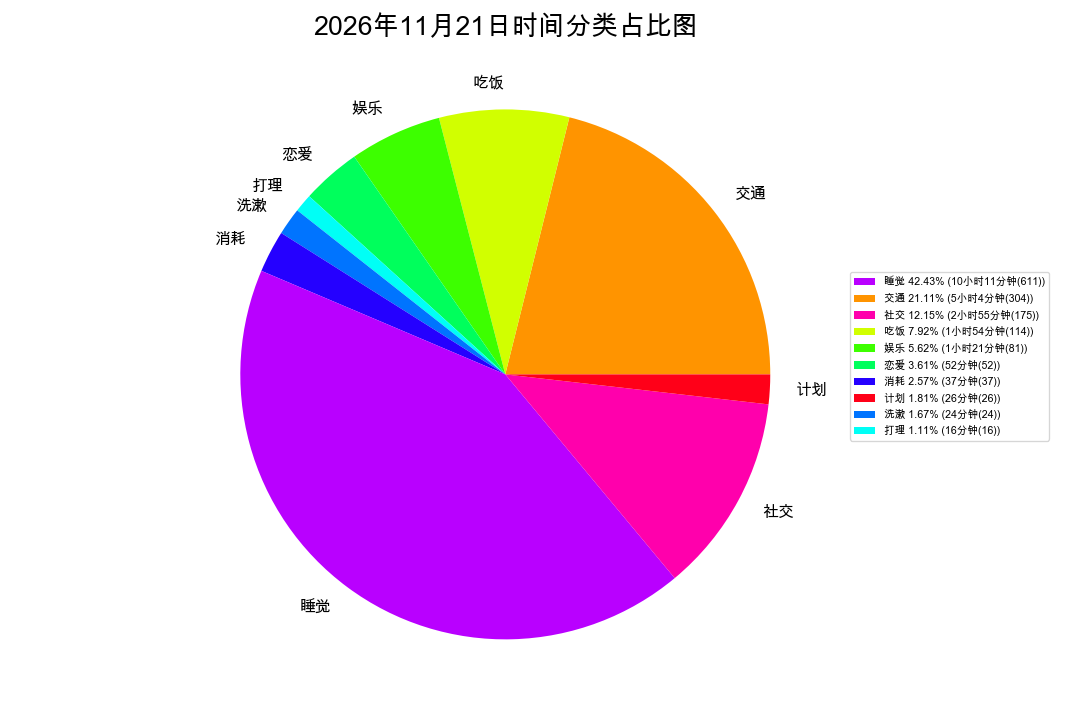 2026年11月21日时间分类占比图
吃饭
娱乐
恋爱
打理
洗漱
消耗
交通
睡觉 42.43% (10小时11分钟(611))
交通 21.11% (5小时4分钟(304))
社交 12.15% (2小时55分钟(175))
吃饭 7.92% (1小时54分钟(114))
娱乐 5.62% (1小时21分钟(81))
恋爱 3.61% (52分钟(52))
消耗 2.57% (37分钟(37))
计划 1.81% (26分钟(26))
洗漱 1.67% (24分钟(24))
打理 1.11% (16分钟(16))
计划
社交
睡觉